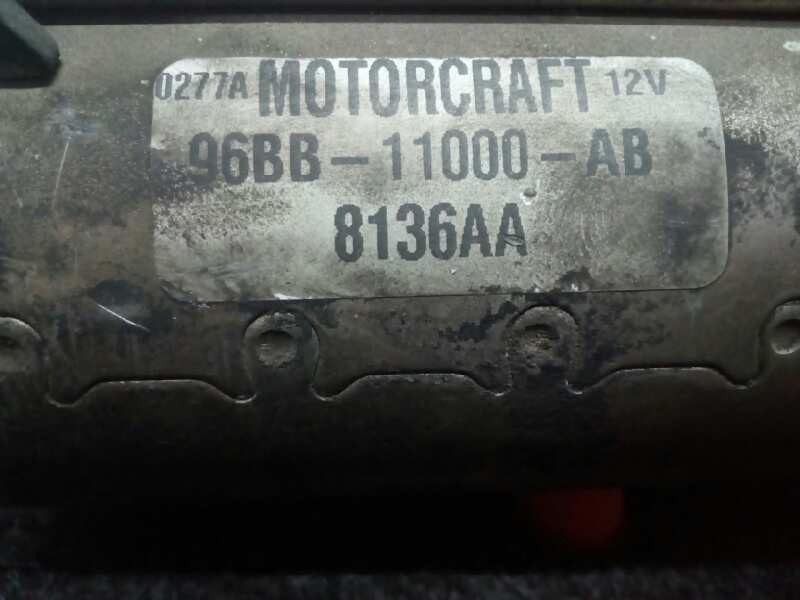 0277A MOTORCRAFT 12V
96BB-11000-AB
8136AA